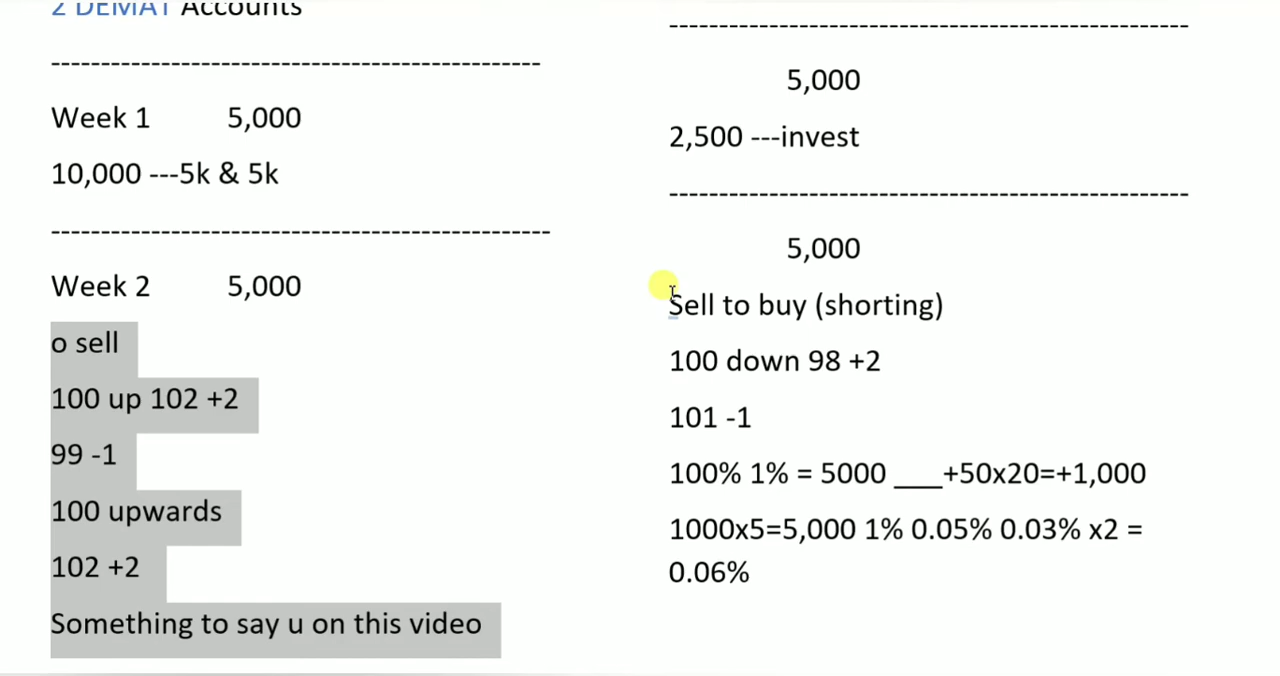 2 DEMAT Accounts
-------------------------------------------------
Week 1 5,000
10,000 ---5k & 5k
--------------------------------------------------
Week 2 5,000
o sell
100 up 102 +2
99 -1
100 upwards
102 +2
Something to say u on this video
----------------------------------------------------
5,000
2,500 ---invest
----------------------------------------------------
5,000
Sell to buy (shorting)
100 down 98 +2
101 -1
100% 1% = 5000 ___+50x20=+1,000
1000x5=5,000 1% 0.05% 0.03% x2 =
0.06%